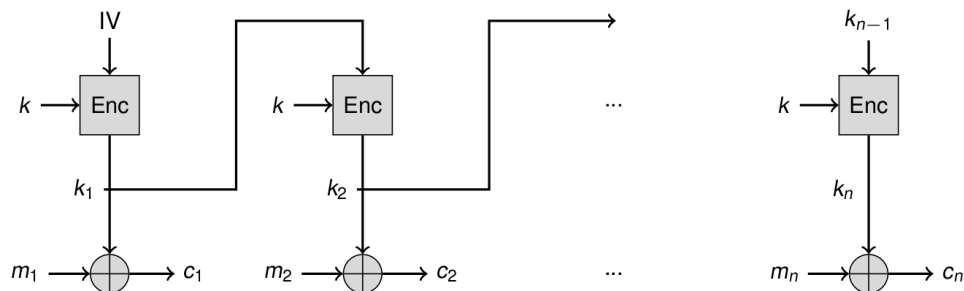 IV k_{n−1}
k Enc k Enc ... k Enc
k_1 k_2 k_n
m_1 c_1 m_2 c_2 ... m_n c_n